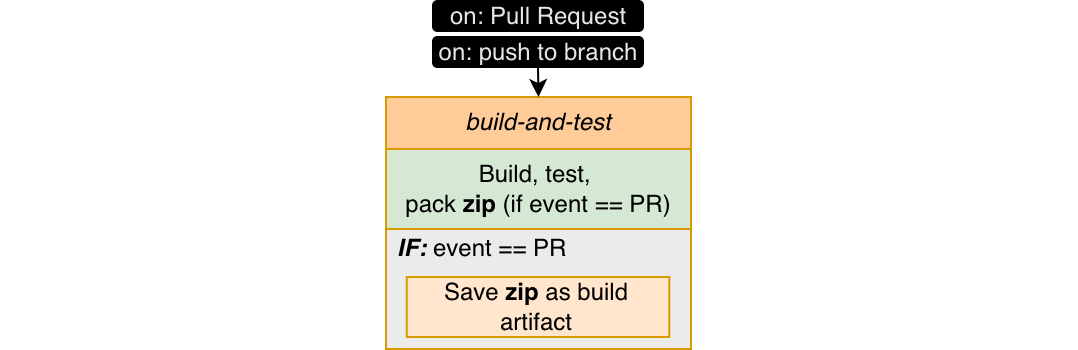 on: Pull Request
on: push to branch
build-and-test
Build, test,
pack zip (if event == PR)
IF: event == PR
Save zip as build
artifact